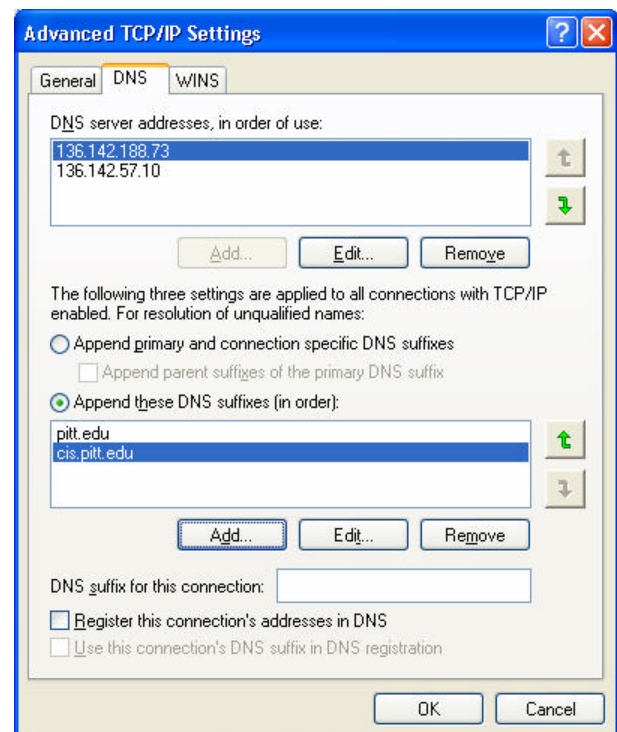 Advanced TCP/IP Settings
General DNS WINS
DNS server addresses, in order of use:
136.142.188.73
136.142.57.10
Add... Edit... Remove
The following three settings are applied to all connections with TCP/IP
enabled. For resolution of unqualified names:
Append primary and connection specific DNS suffixes
Append parent suffixes of the primary DNS suffix
Append these DNS suffixes (in order):
pitt.edu
cis.pitt.edu
Add... Edit... Remove
DNS suffix for this connection:
Register this connection's addresses in DNS
Use this connection's DNS suffix in DNS registration
OK Cancel